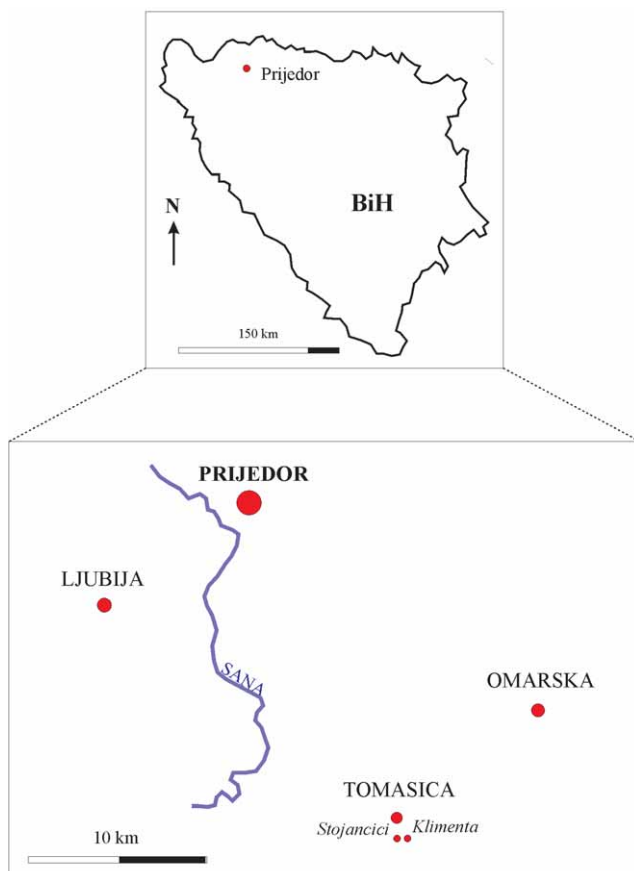 Prijedor
BiH
N
150 km
PRIJEDOR
LJUBIJA
SANA
OMARSKA
TOMASICA
Stojancici Klimenta
10 km